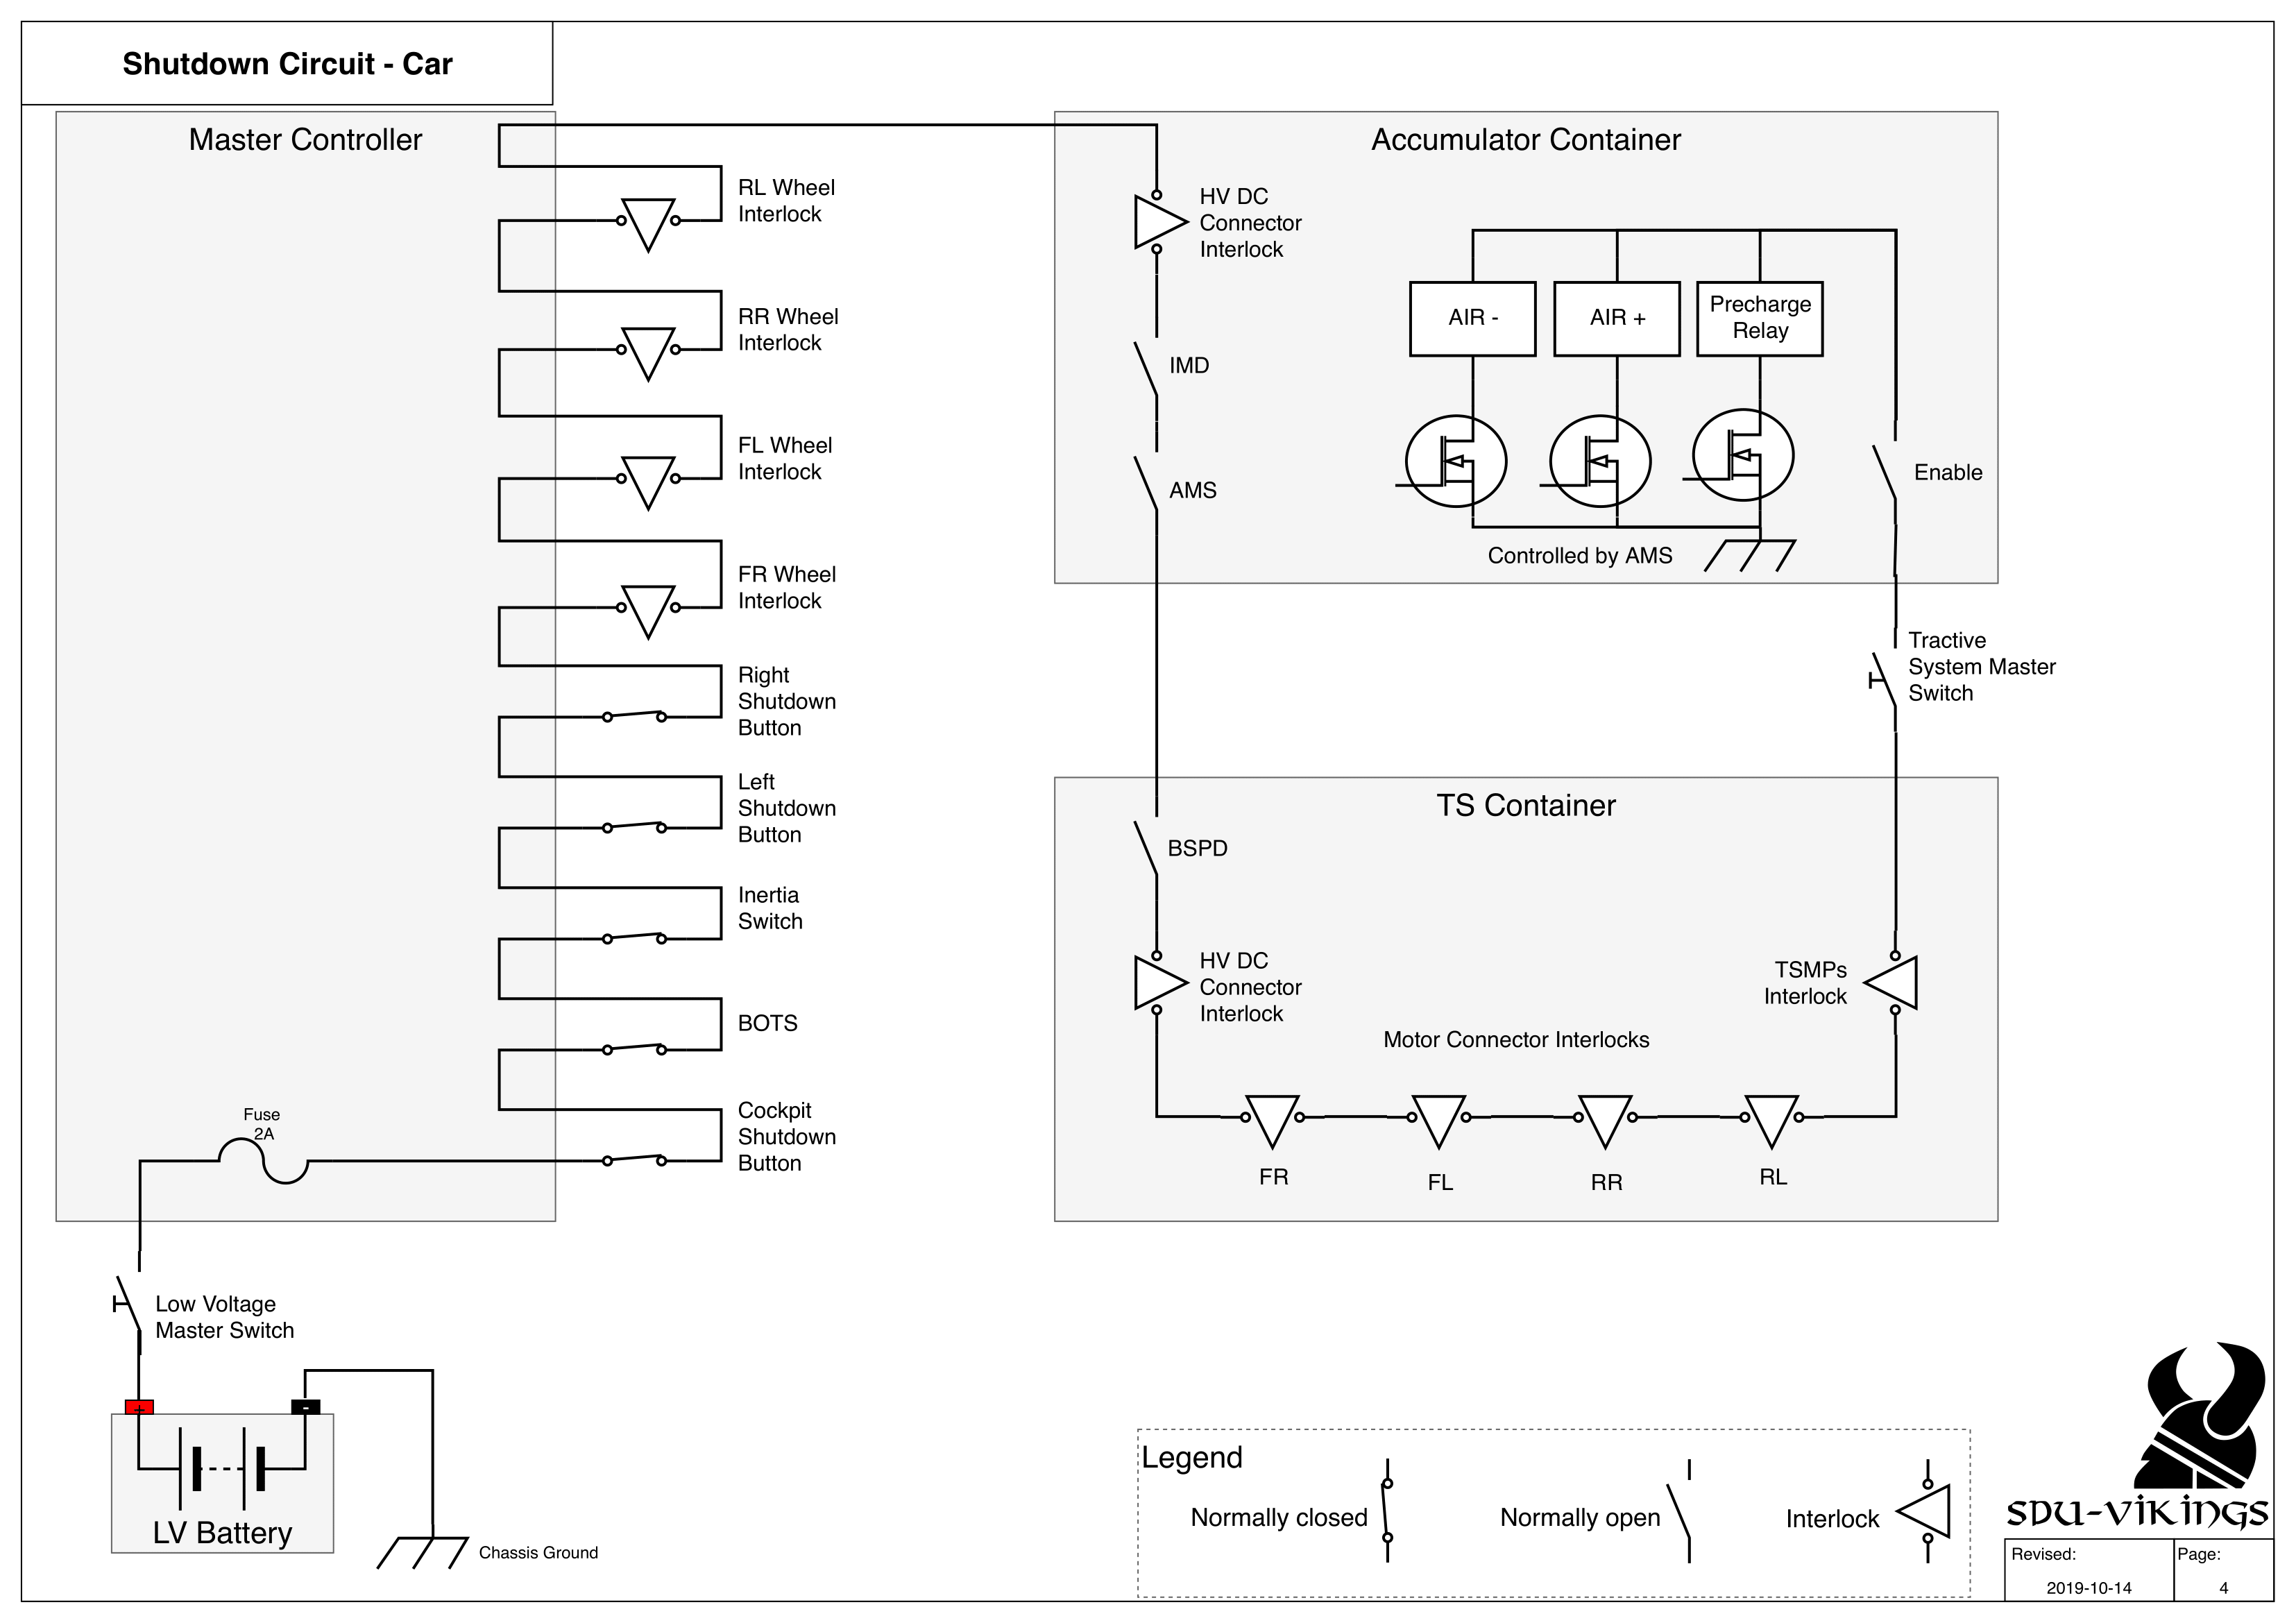 Shutdown Circuit - Car
Master Controller
RL Wheel
Interlock
RR Wheel
Interlock
FL Wheel
Interlock
FR Wheel
Interlock
Right
Shutdown
Button
Left
Shutdown
Button
Inertia
Switch
BOTS
Cockpit
Shutdown
Button
Fuse
2A
Low Voltage
Master Switch
+
-
LV Battery
Chassis Ground
Accumulator Container
HV DC
Connector
Interlock
IMD
AMS
AIR -
AIR +
Precharge
Relay
Controlled by AMS
Enable
Tractive
System Master
Switch
TS Container
BSPD
HV DC
Connector
Interlock
TSMPs
Interlock
Motor Connector Interlocks
FR
FL
RR
RL
Legend
Normally closed
Normally open
Interlock
SDU-VIKINGS
Revised:
2019-10-14
Page:
4